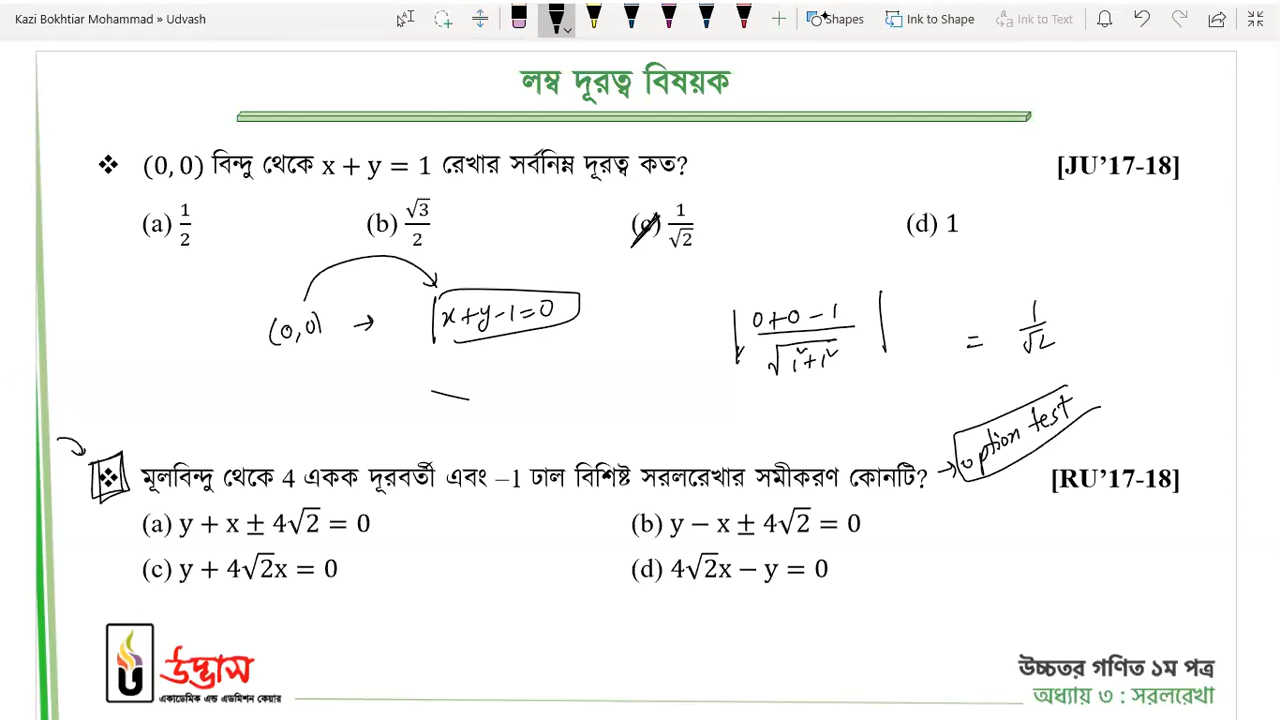 Kazi Bokhtiar Mohammad » Udvash
Shapes Ink to Shape Ink to Text
লম্ব দূরত্ব বিষয়ক
❖ (0, 0) বিন্দু থেকে x + y = 1 রেখার সর্বনিম্ন দূরত্ব কত? [JU’17-18]
(a) 1/2 (b) √3/2 (c) 1/√2 (d) 1
(0,0) → x+y-1=0 |0+0-1/√1²+1²| = 1/√2
option test
❖ মূলবিন্দু থেকে 4 একক দূরবর্তী এবং –1 ঢাল বিশিষ্ট সরলরেখার সমীকরণ কোনটি? → [RU’17-18]
(a) y + x ± 4√2 = 0 (b) y − x ± 4√2 = 0
(c) y + 4√2x = 0 (d) 4√2x − y = 0
উদ্ভাস
একাডেমিক এন্ড এডমিশন কেয়ার
উচ্চতর গণিত ১ম পত্র
অধ্যায় ৩ : সরলরেখা